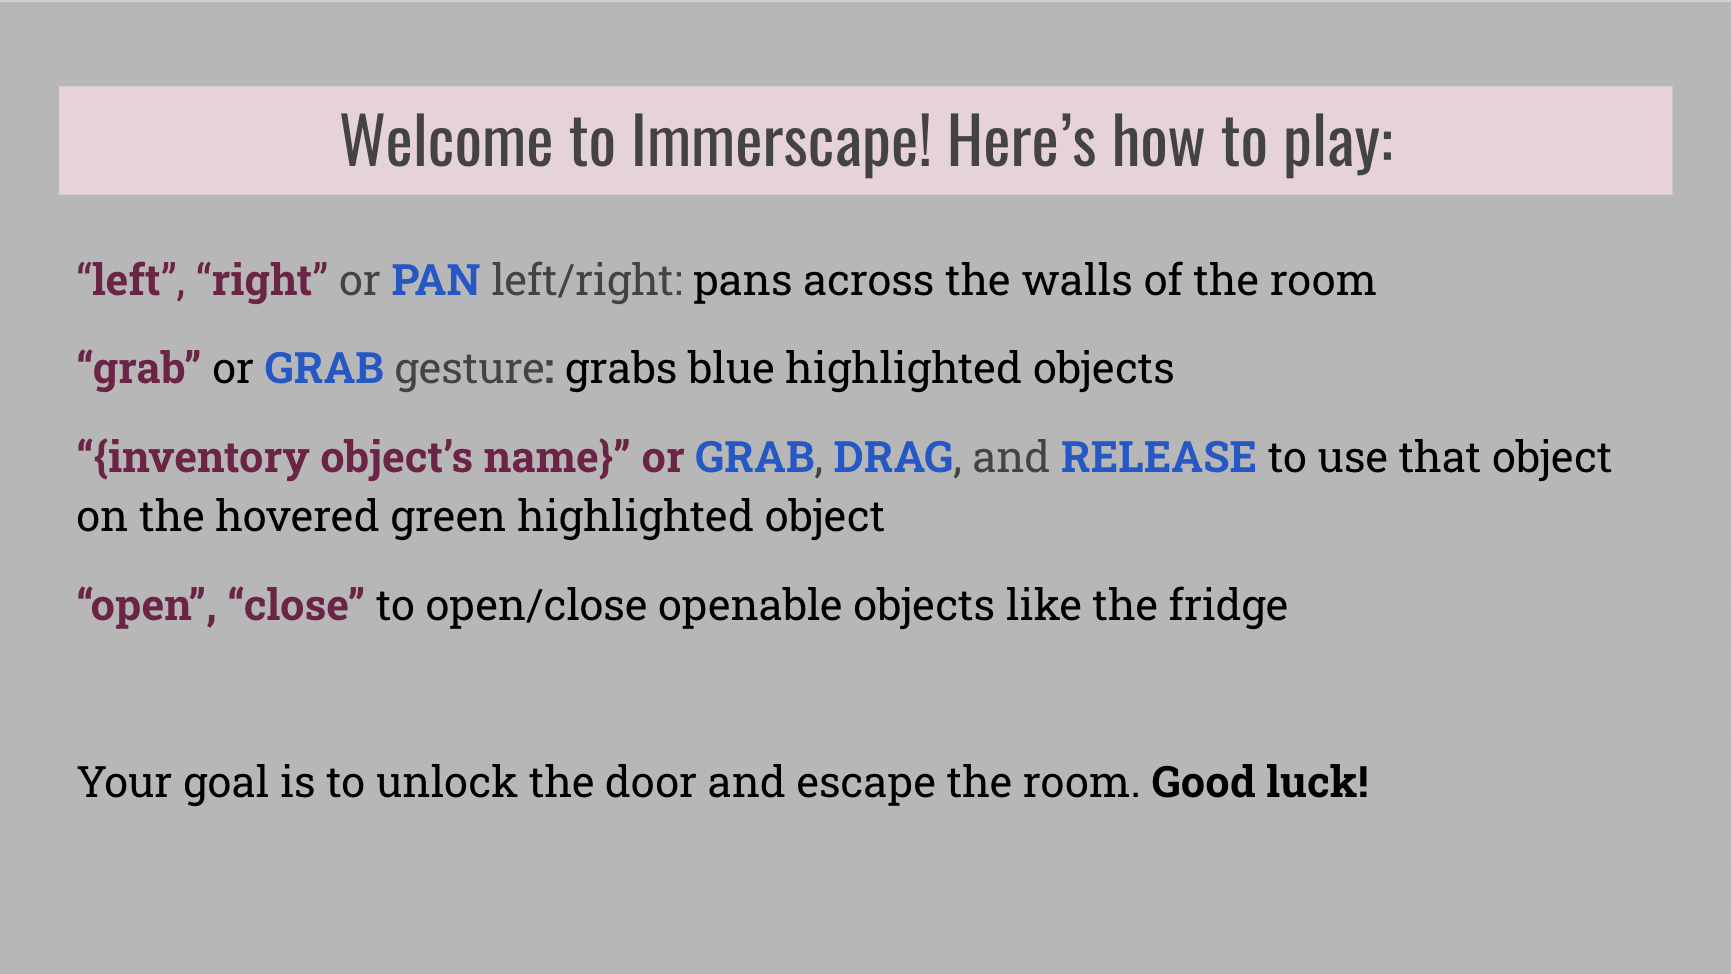 Welcome to Immerscape! Here’s how to play:
“left”, “right” or PAN left/right: pans across the walls of the room
“grab” or GRAB gesture: grabs blue highlighted objects
“{inventory object’s name}” or GRAB, DRAG, and RELEASE to use that object
on the hovered green highlighted object
“open”, “close” to open/close openable objects like the fridge
Your goal is to unlock the door and escape the room. Good luck!